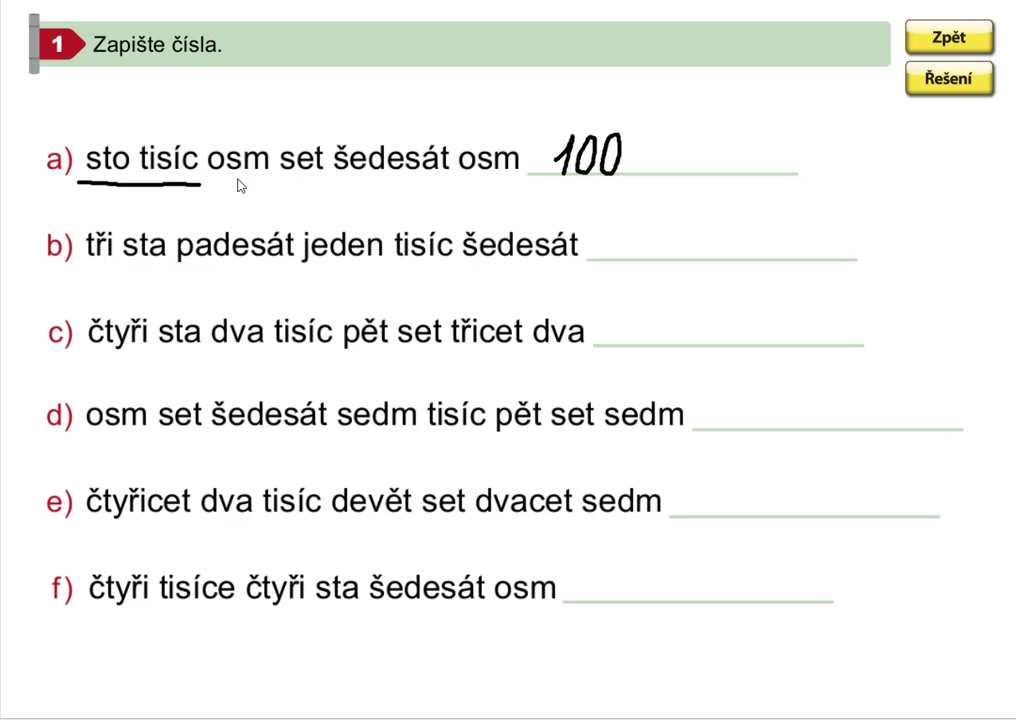 1 Zapište čísla.
Zpět
Řešení
a) sto tisíc osm set šedesát osm 100
b) tři sta padesát jeden tisíc šedesát
c) čtyři sta dva tisíc pět set třicet dva
d) osm set šedesát sedm tisíc pět set sedm
e) čtyřicet dva tisíc devět set dvacet sedm
f) čtyři tisíce čtyři sta šedesát osm